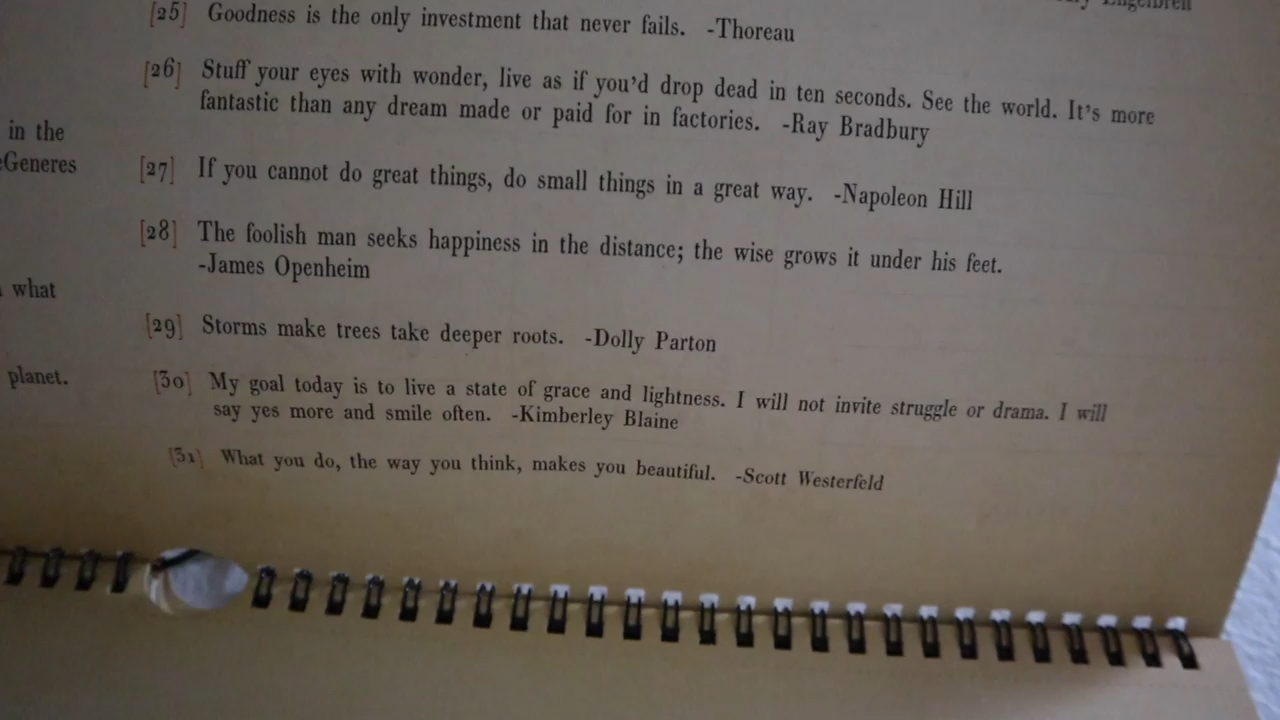 [25] Goodness is the only investment that never fails. -Thoreau
[26] Stuff your eyes with wonder, live as if you'd drop dead in ten seconds. See the world. It's more
fantastic than any dream made or paid for in factories. -Ray Bradbury
in the
Generes
[27] If you cannot do great things, do small things in a great way. -Napoleon Hill
[28] The foolish man seeks happiness in the distance; the wise grows it under his feet.
-James Openheim
what
[29] Storms make trees take deeper roots. -Dolly Parton
planet.
[30] My goal today is to live a state of grace and lightness. I will not invite struggle or drama. I will
say yes more and smile often. -Kimberley Blaine
[31] What you do, the way you think, makes you beautiful. -Scott Westerfeld